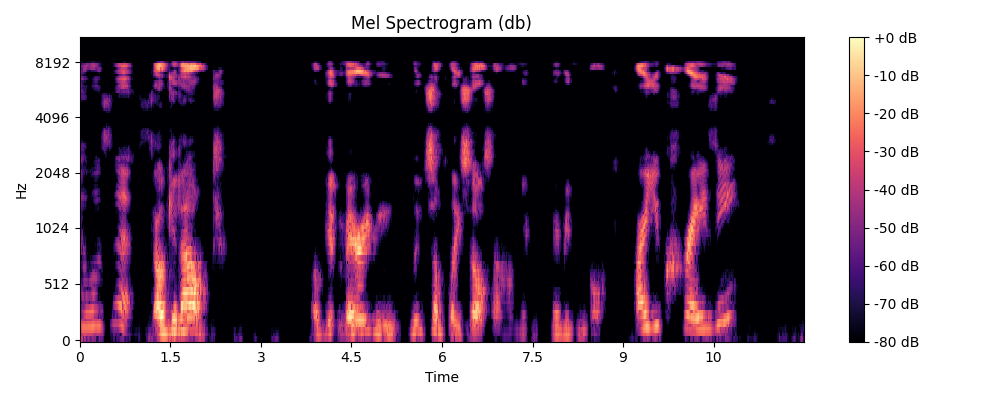 Mel Spectrogram (db)
8192
4096
2048
1024
512
0
Hz
0 1.5 3 4.5 6 7.5 9 10
Time
+0 dB
-10 dB
-20 dB
-30 dB
-40 dB
-50 dB
-60 dB
-70 dB
-80 dB